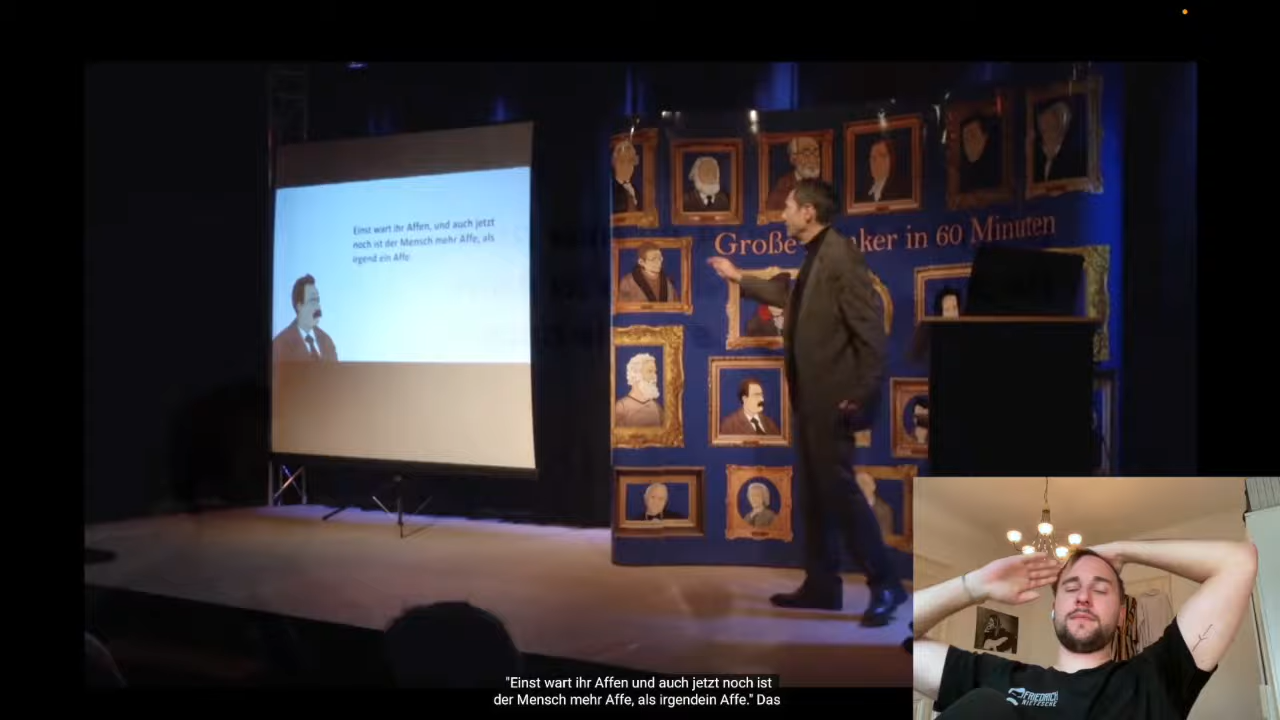 Einst wart ihr Affen, und auch jetzt
noch ist der Mensch mehr Affe, als
irgend ein Affe
Große
ker in 60 Minuten
FRIEDRICH
NIETZSCHE
"Einst wart ihr Affen und auch jetzt noch ist
der Mensch mehr Affe, als irgendein Affe." Das